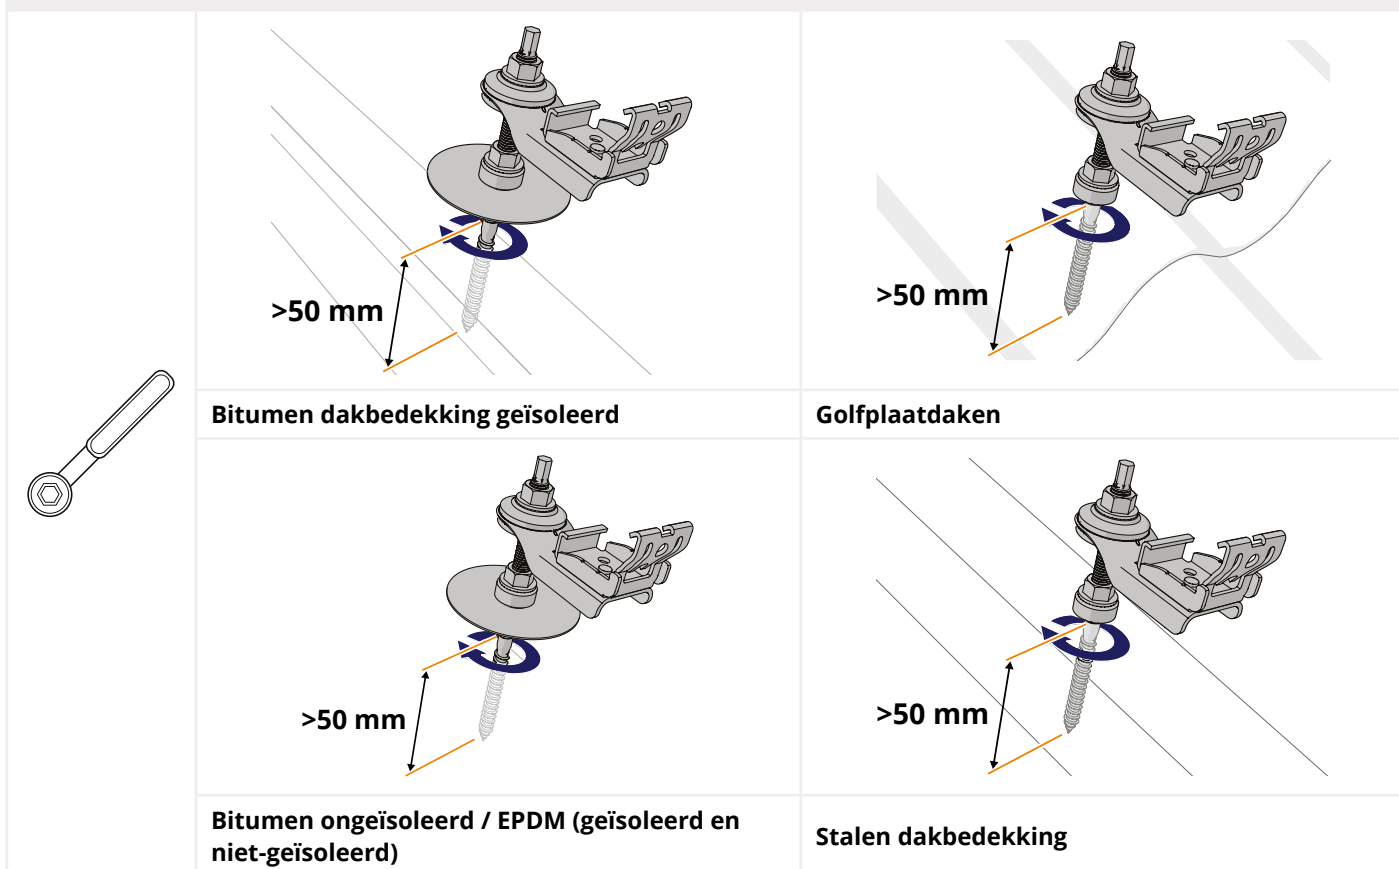 >50 mm
>50 mm
Bitumen dakbedekking geïsoleerd
Golfplaatdaken
>50 mm
>50 mm
Bitumen ongeïsoleerd / EPDM (geïsoleerd en
niet-geïsoleerd)
Stalen dakbedekking